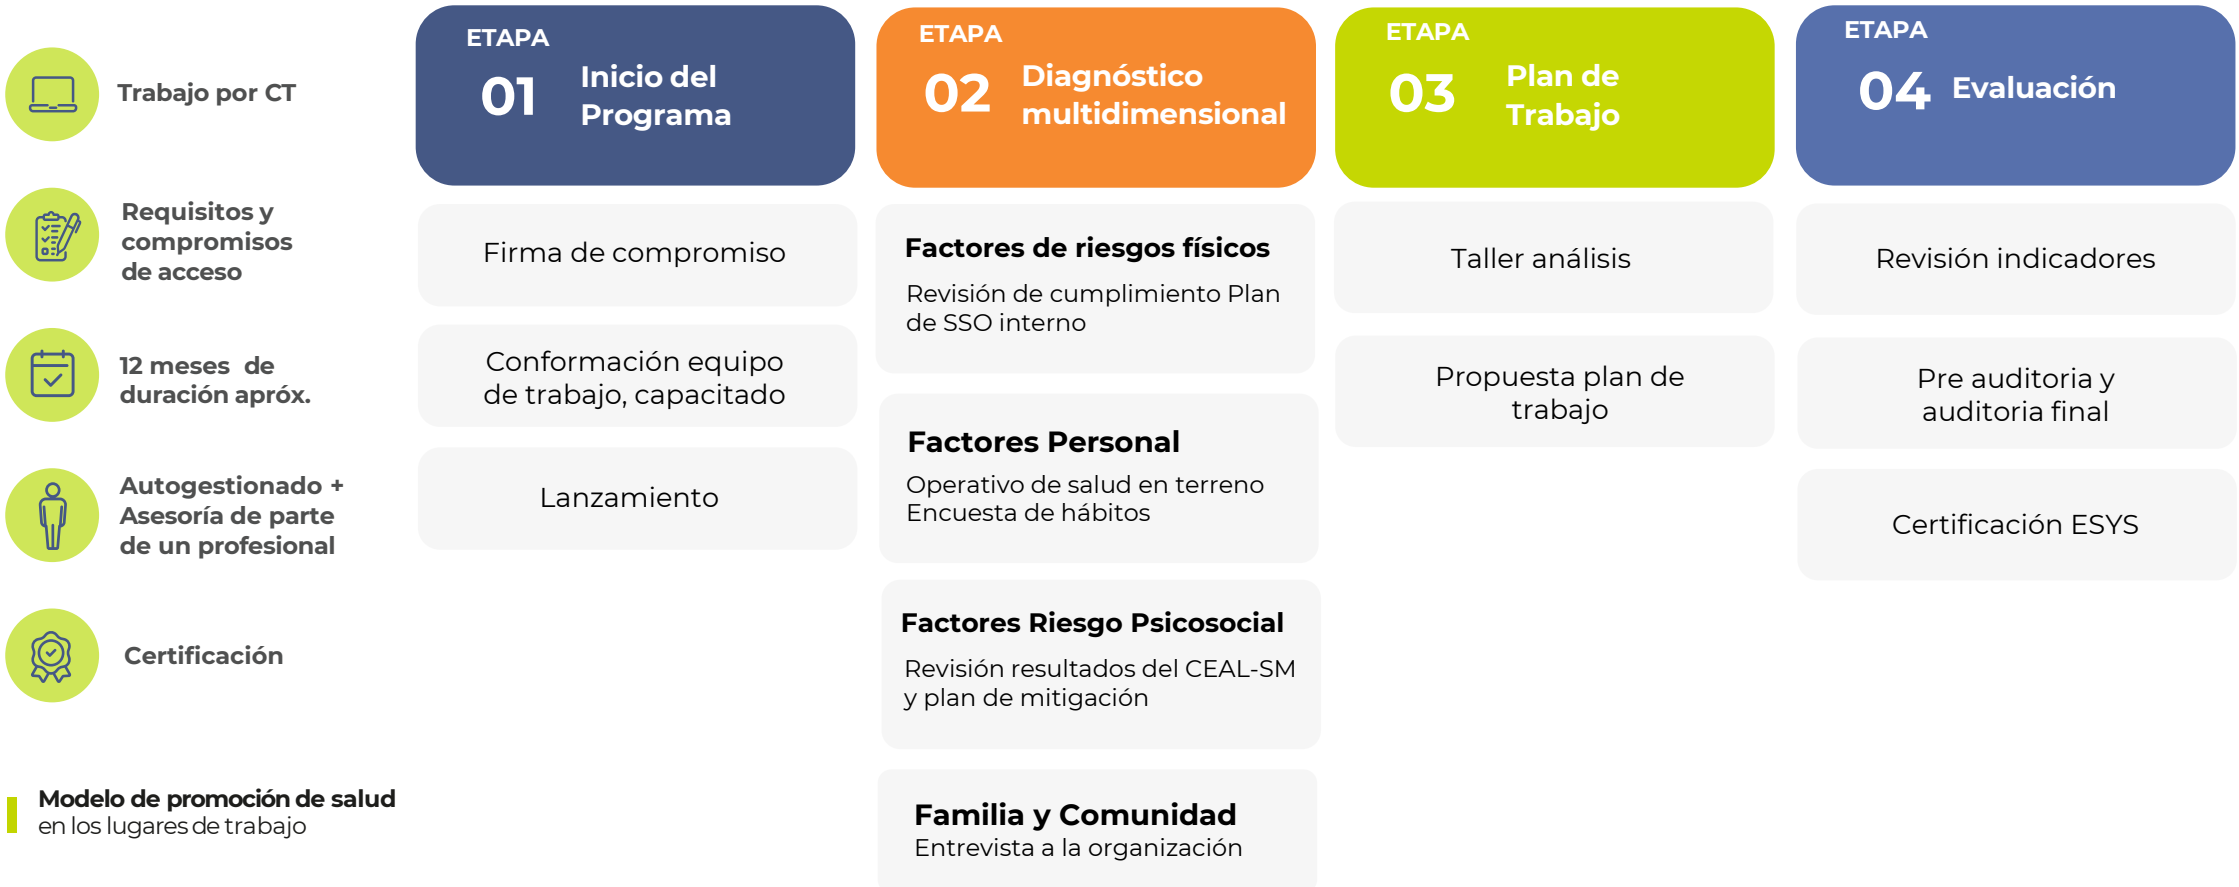 Trabajo por CT
Requisitos y
compromisos
de acceso
12 meses  de
duración apróx.
Autogestionado +
Asesoría de parte
de un profesional
Certificación
Modelo de promoción de salud
en los lugares de trabajo
ETAPA
01
Inicio del
Programa
Firma de compromiso
Conformación equipo
de trabajo, capacitado
Lanzamiento
ETAPA
02
Diagnóstico
multidimensional
Factores de riesgos físicos
Revisión de cumplimiento Plan
de SSO interno
Factores Personal
Operativo de salud en terreno
Encuesta de hábitos
Factores Riesgo Psicosocial
Revisión resultados del CEAL-SM
y plan de mitigación
Familia y Comunidad
Entrevista a la organización
ETAPA
03
Plan de
Trabajo
Taller análisis
Propuesta plan de
trabajo
ETAPA
04
Evaluación
Revisión indicadores
Pre auditoria y
auditoria final
Certificación ESYS